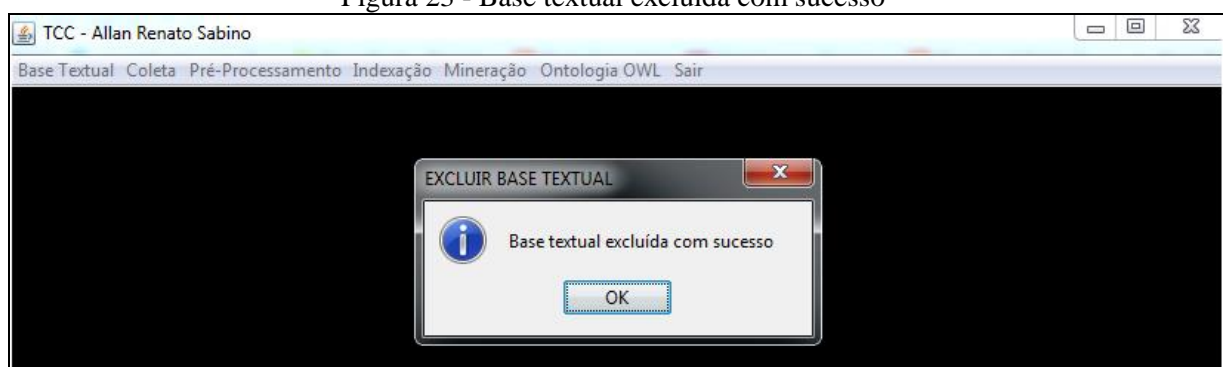 Figura 23 - Base textual excluída com sucesso
TCC - Allan Renato Sabino
Base Textual Coleta Pré-Processamento Indexação Mineração Ontologia OWL Sair
EXCLUIR BASE TEXTUAL
Base textual excluída com sucesso
OK